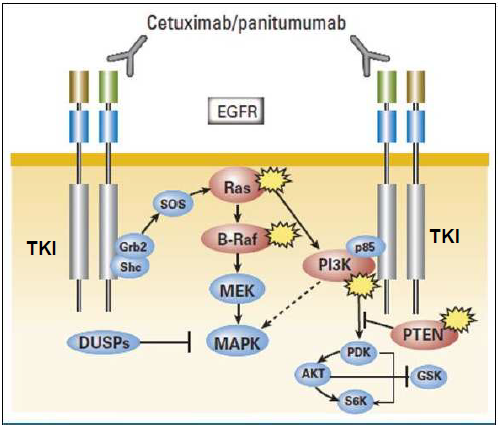 Cetuximab/panitumumab
EGFR
Ras
SOS
B-Raf
p85
TKI
Grb2
Shc
PI3K
TKI
MEK
DUSPs
MAPK
PTEN
PDK
AKT
GSK
S6K